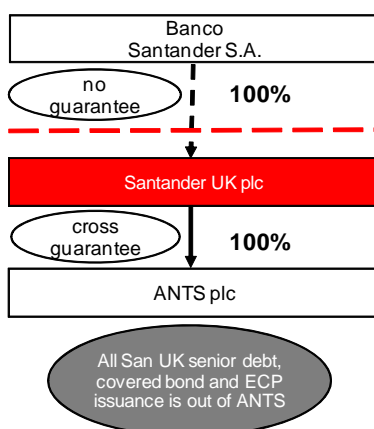 Banco
Santander S.A.
no
guarantee
100%
Santander UK plc
cross
guarantee
100%
ANTS plc
All San UK senior debt,
covered bond and ECP
issuance is out of ANTS